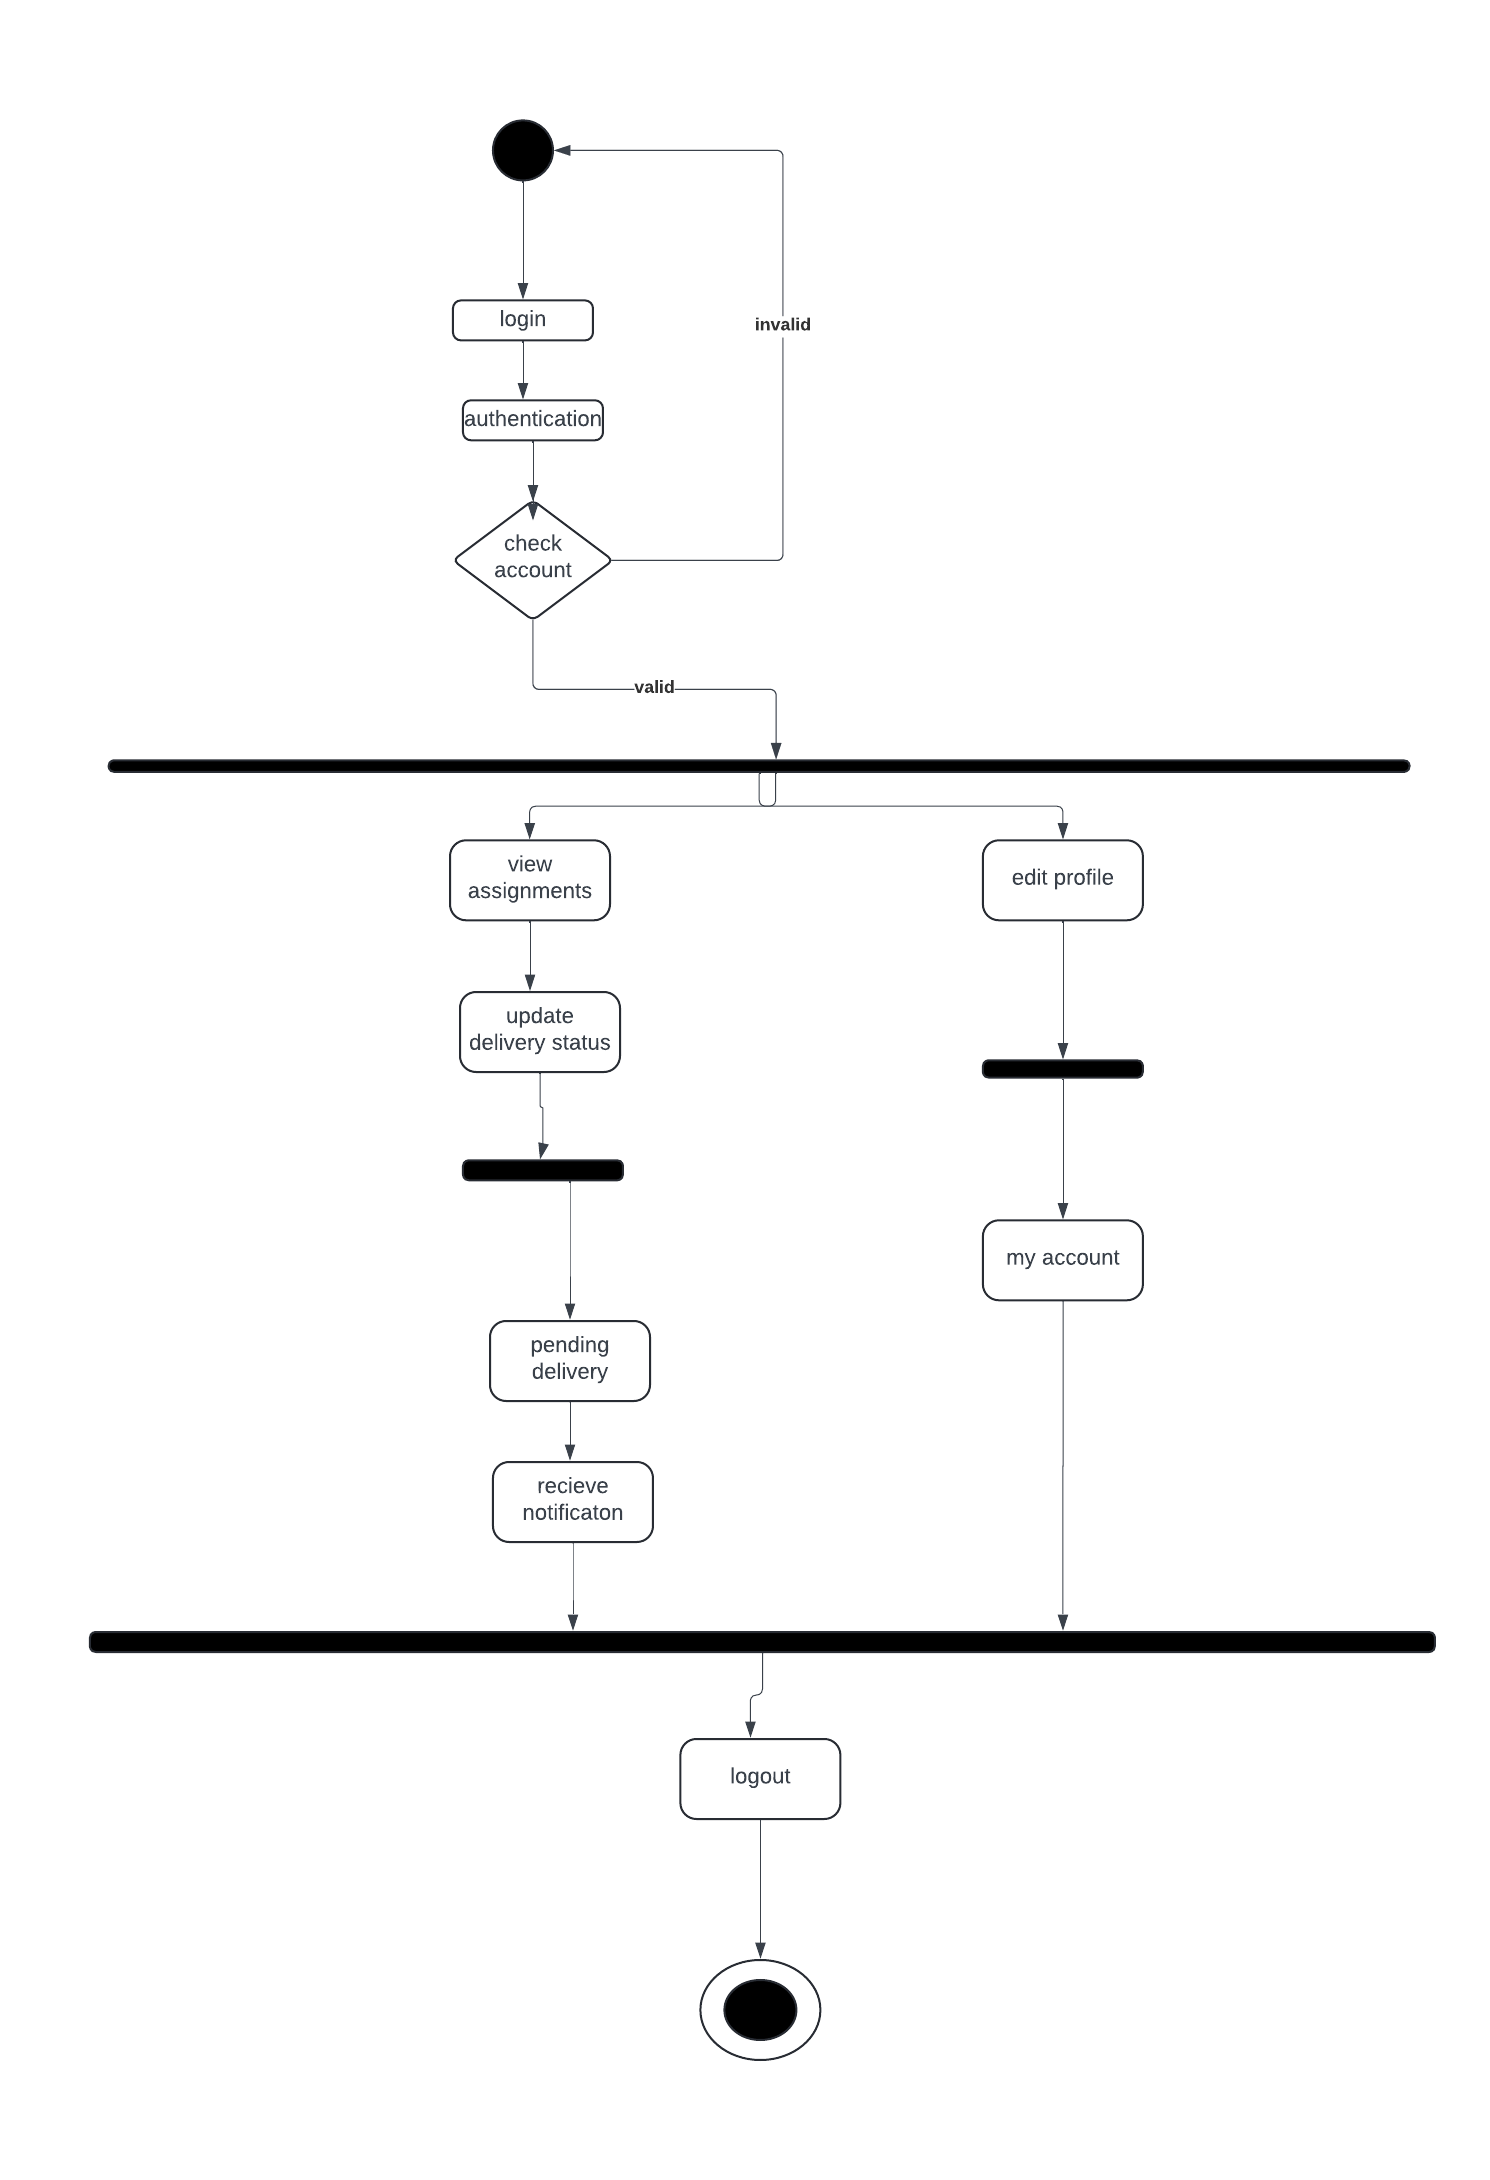 login
invalid
authentication
check
account
valid
view
assignments
edit profile
update
delivery status
my account
pending
delivery
recieve
notificaton
logout